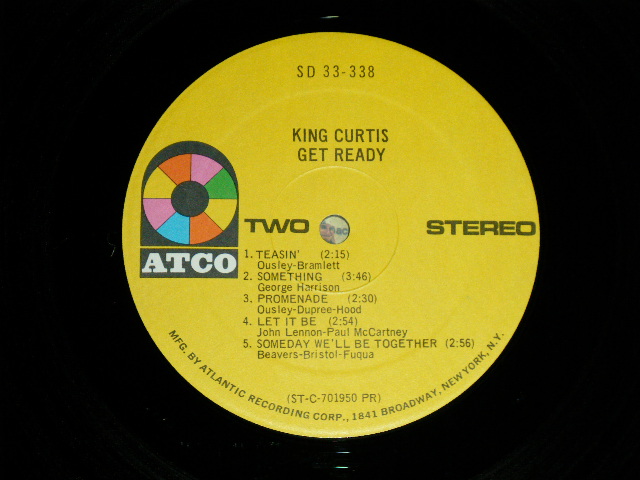 SD 33-338
KING CURTIS
GET READY
TWO
STEREO
ATCO
1. TEASIN' (2:15)
Ousley-Bramlett
2. SOMETHING (3:46)
George Harrison
3. PROMENADE (2:30)
Ousley-Dupree-Hood
4. LET IT BE (2:54)
John Lennon-Paul McCartney
5. SOMEDAY WE'LL BE TOGETHER (2:56)
Beavers-Bristol-Fuqua
(ST-C-701950 PR)
MFG. BY ATLANTIC RECORDING CORP., 1841 BROADWAY, NEW YORK, N.Y.